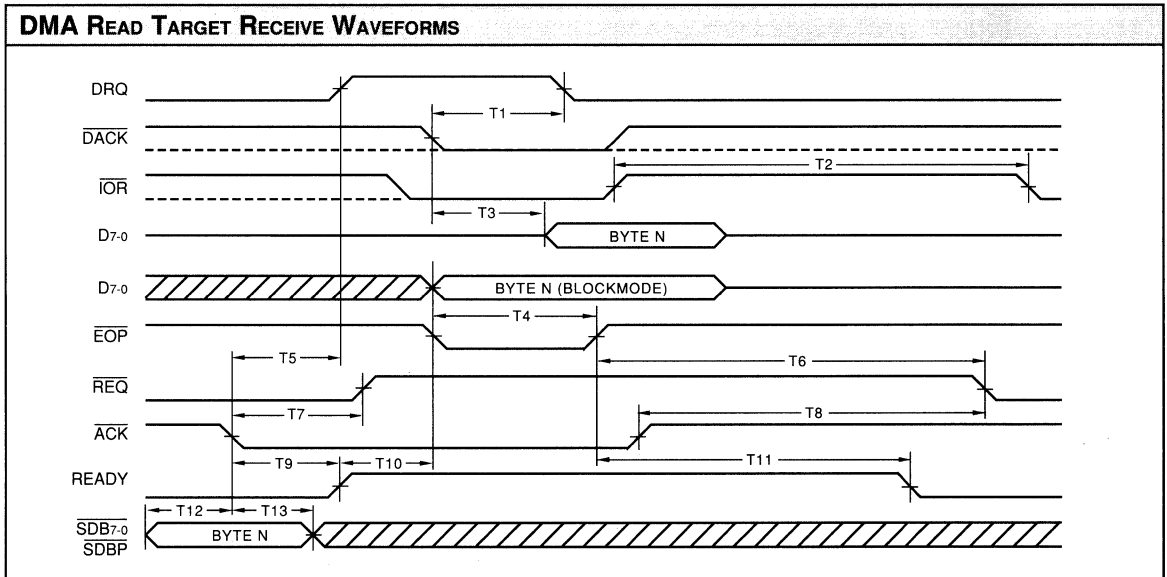 DMA READ TARGET RECEIVE WAVEFORMS
DRQ
T1
DACK
T2
IOR
T3
D7-0
BYTE N
D7-0
BYTE N (BLOCKMODE)
T4
EOP
T5
T6
REQ
T7
T8
ACK
T9
T10
T11
READY
T12
T13
SDB7-0
SDBP
BYTE N